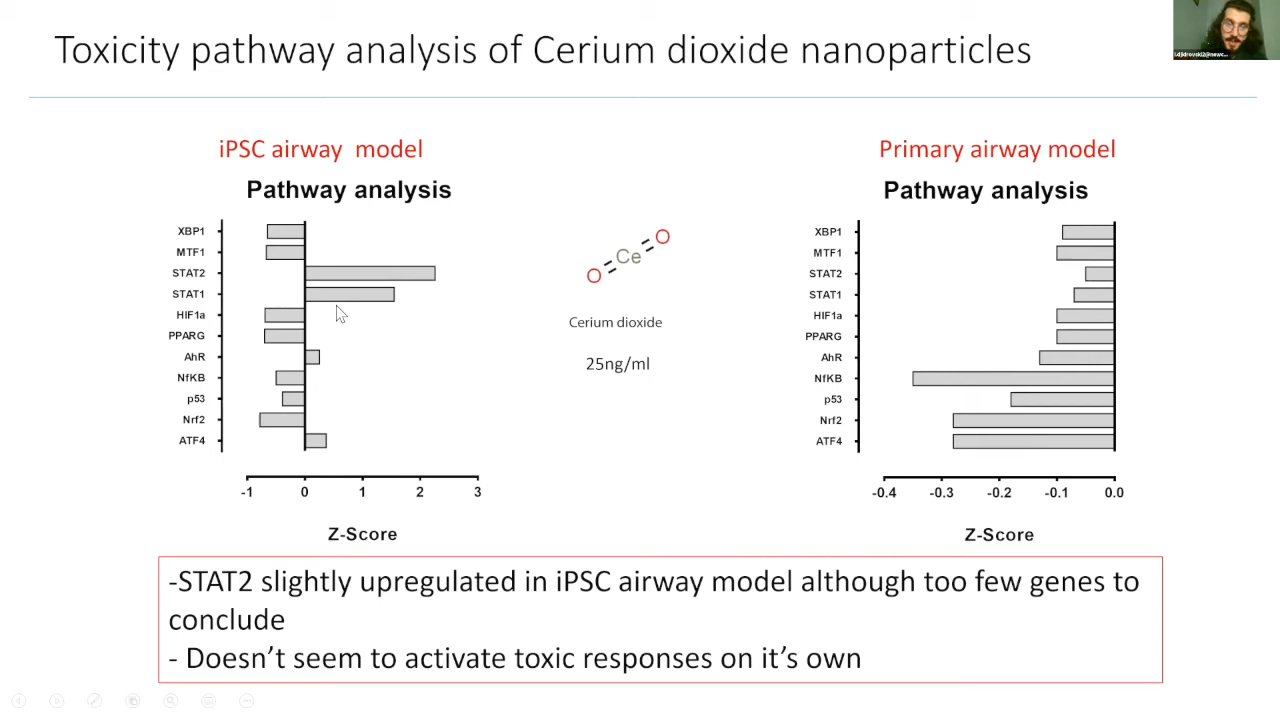 Toxicity pathway analysis of Cerium dioxide nanoparticles
iPSC airway model
Pathway analysis
XBP1
MTF1
STAT2
STAT1
HIF1a
PPARG
AhR
NfKB
p53
Nrf2
ATF4
-1 0 1 2 3
Z-Score
O Ce O
Cerium dioxide
25ng/ml
Primary airway model
Pathway analysis
XBP1
MTF1
STAT2
STAT1
HIF1a
PPARG
AhR
NfKB
p53
Nrf2
ATF4
-0.4 -0.3 -0.2 -0.1 0.0
Z-Score
-STAT2 slightly upregulated in iPSC airway model although too few genes to
conclude
- Doesn't seem to activate toxic responses on it's own